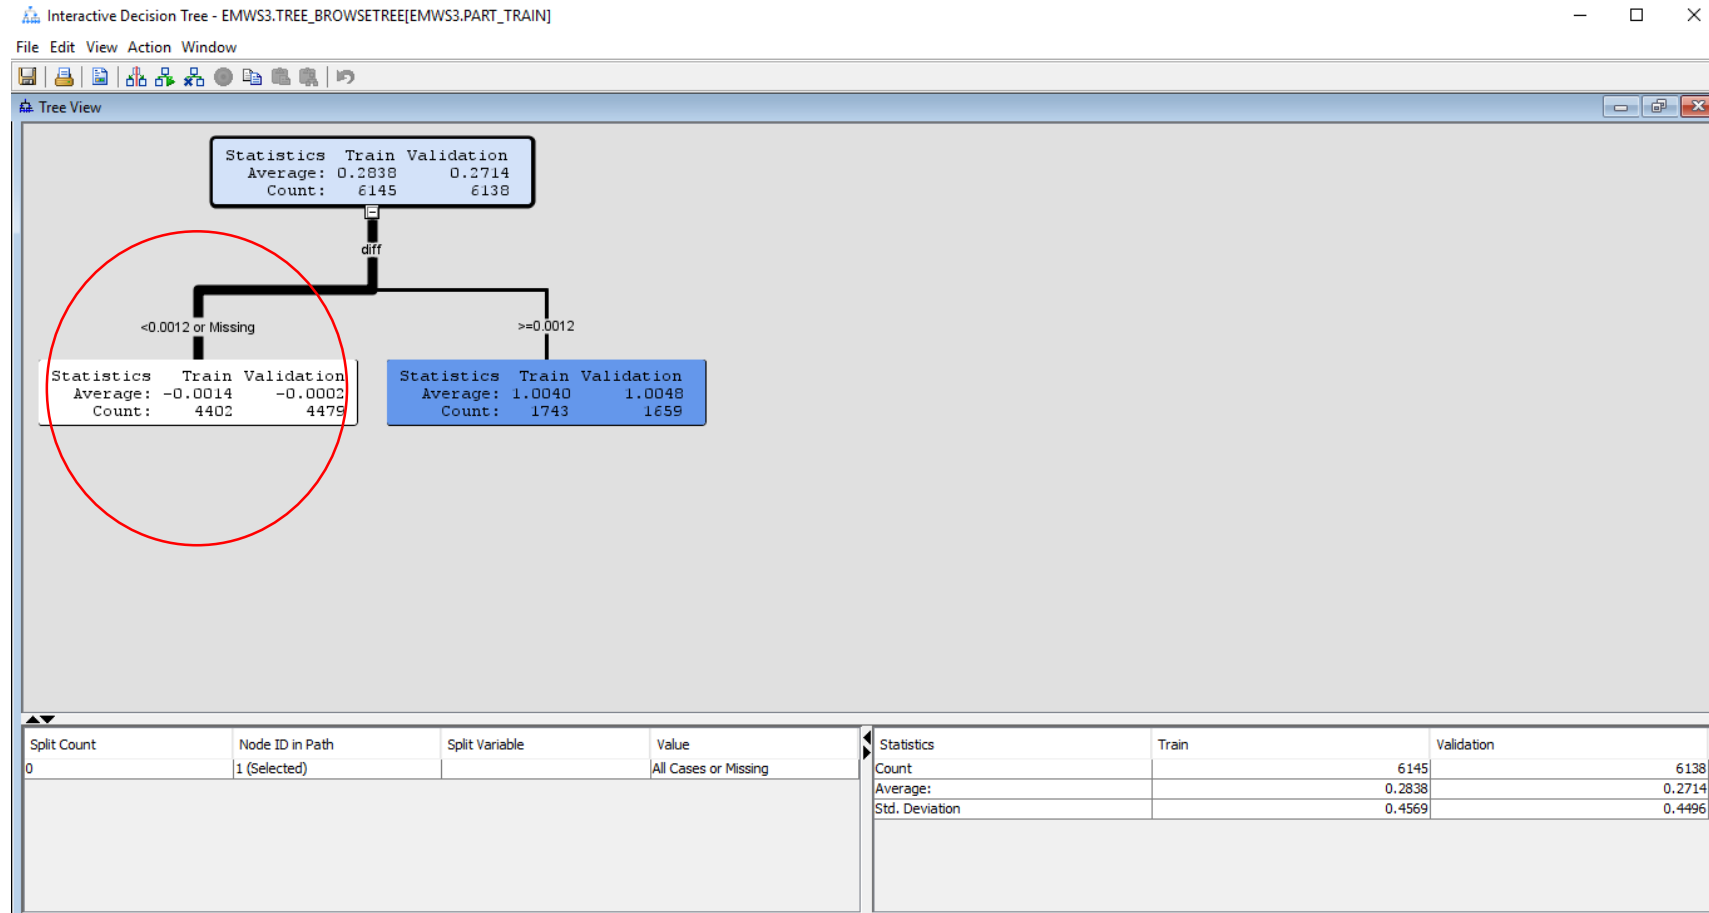 Interactive Decision Tree - EMWS3.TREE_BROWSETREE[EMWS3.PART_TRAIN]
File Edit View Action Window
Tree View
Statistics Train Validation
Average: 0.2838 0.2714
Count: 6145 6138
diff
<0.0012 or Missing
>=0.0012
Statistics Train Validation
Average: -0.0014 -0.0002
Count: 4402 4479
Statistics Train Validation
Average: 1.0040 1.0048
Count: 1743 1659
Split Count Node ID in Path Split Variable Value
0 1 (Selected) All Cases or Missing
Statistics Train Validation
Count 6145 6138
Average: 0.2838 0.2714
Std. Deviation 0.4569 0.4496